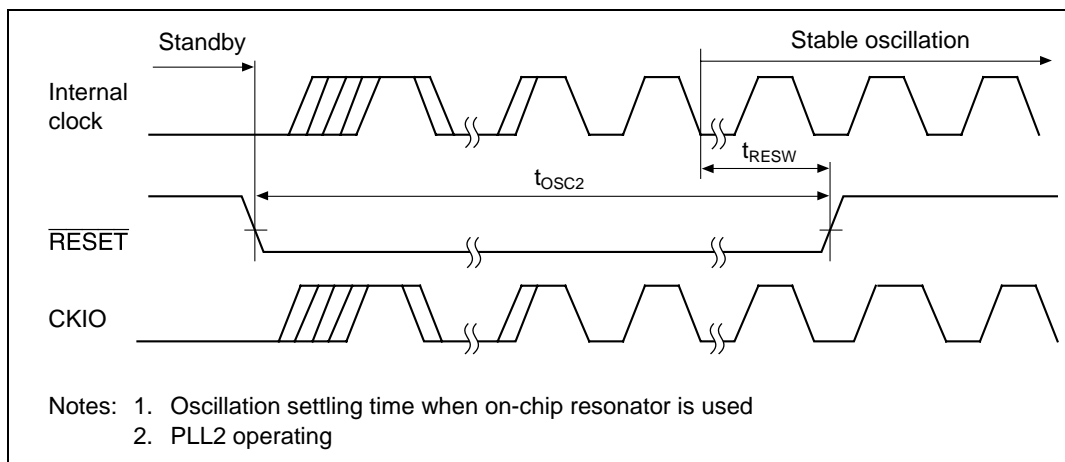 Standby
Stable oscillation
Internal
clock
tRESW
tOSC2
RESET
CKIO
Notes: 1. Oscillation settling time when on-chip resonator is used
2. PLL2 operating